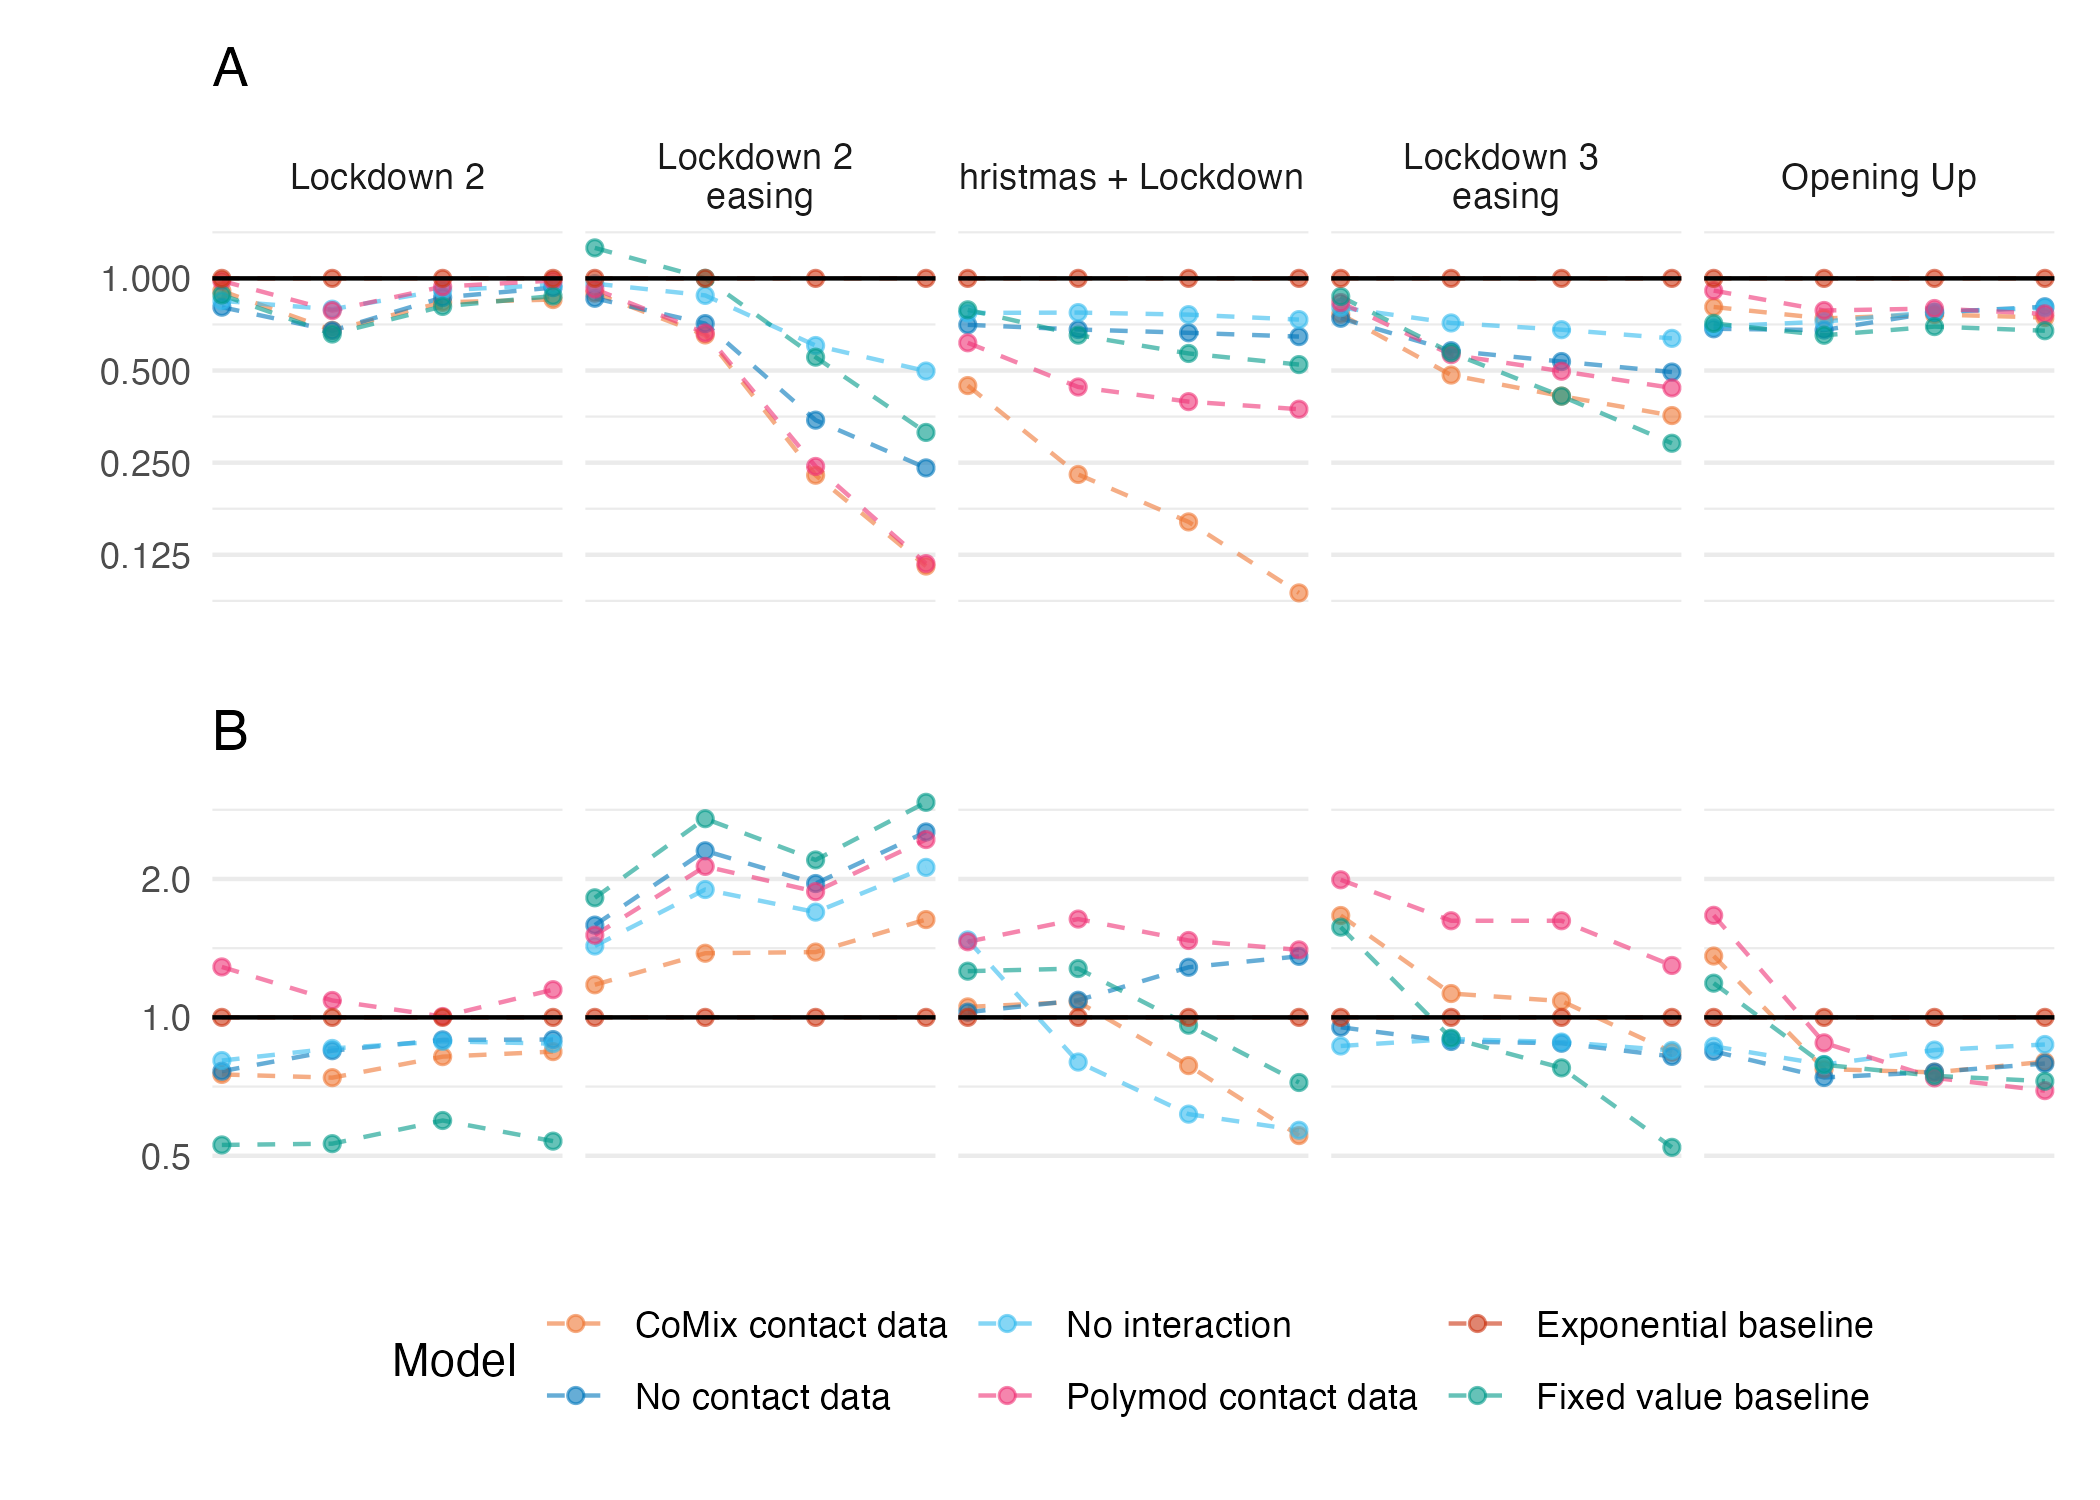 A
Lockdown 2
Lockdown 2
easing
hristmas + Lockdown
Lockdown 3
easing
Opening Up
1.000
0.500
0.250
0.125
B
2.0
1.0
0.5
Model
CoMix contact data
No interaction
Exponential baseline
No contact data
Polymod contact data
Fixed value baseline